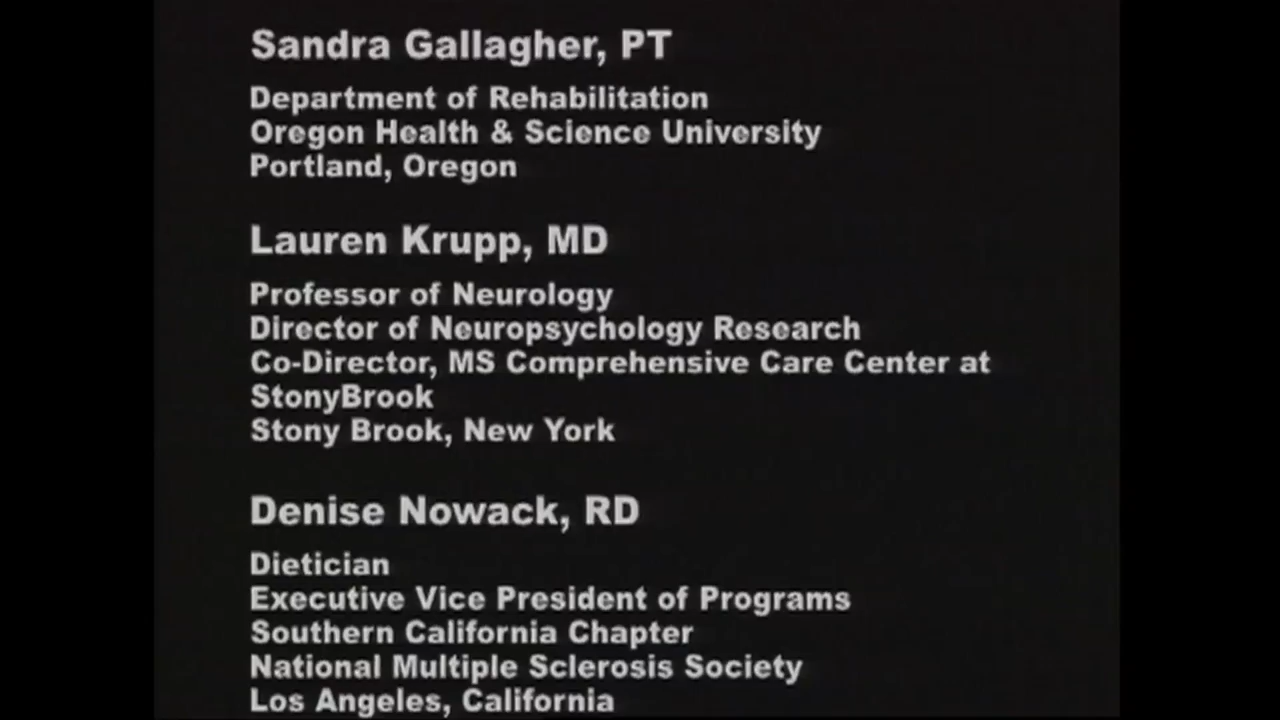 Sandra Gallagher, PT
Department of Rehabilitation
Oregon Health & Science University
Portland, Oregon
Lauren Krupp, MD
Professor of Neurology
Director of Neuropsychology Research
Co-Director, MS Comprehensive Care Center at
StonyBrook
Stony Brook, New York
Denise Nowack, RD
Dietician
Executive Vice President of Programs
Southern California Chapter
National Multiple Sclerosis Society
Los Angeles, California